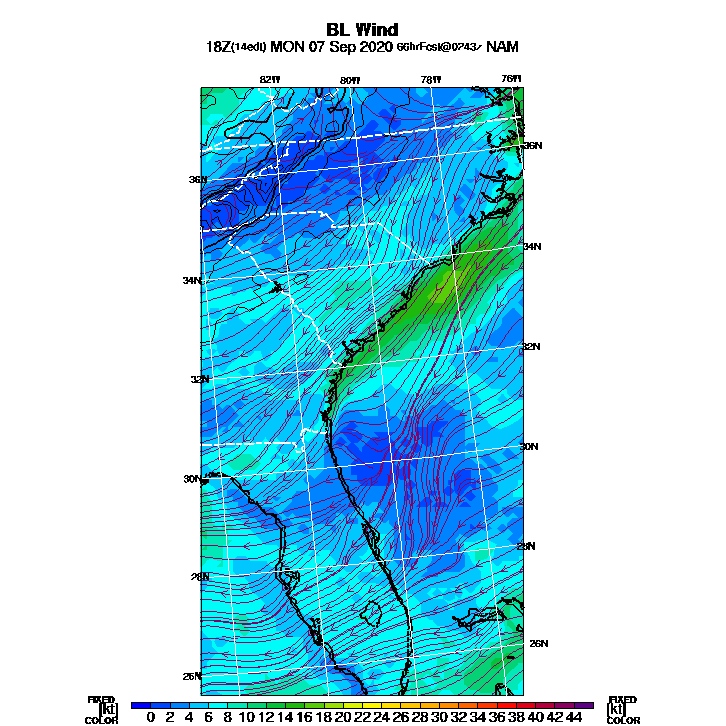 BL Wind
18Z(14edt) MON 07 Sep 2020 66hrFcst@0243z NAM
82W 80W 78W 76W
36N
36N
34N
34N
32N
32N
30N
30N
28N
28N
26N
26N
FIXED FIXED
[kt] 0 2 4 6 8 10 12 14 16 18 20 22 24 26 28 30 32 34 36 38 40 42 44 [kt]
COLOR COLOR